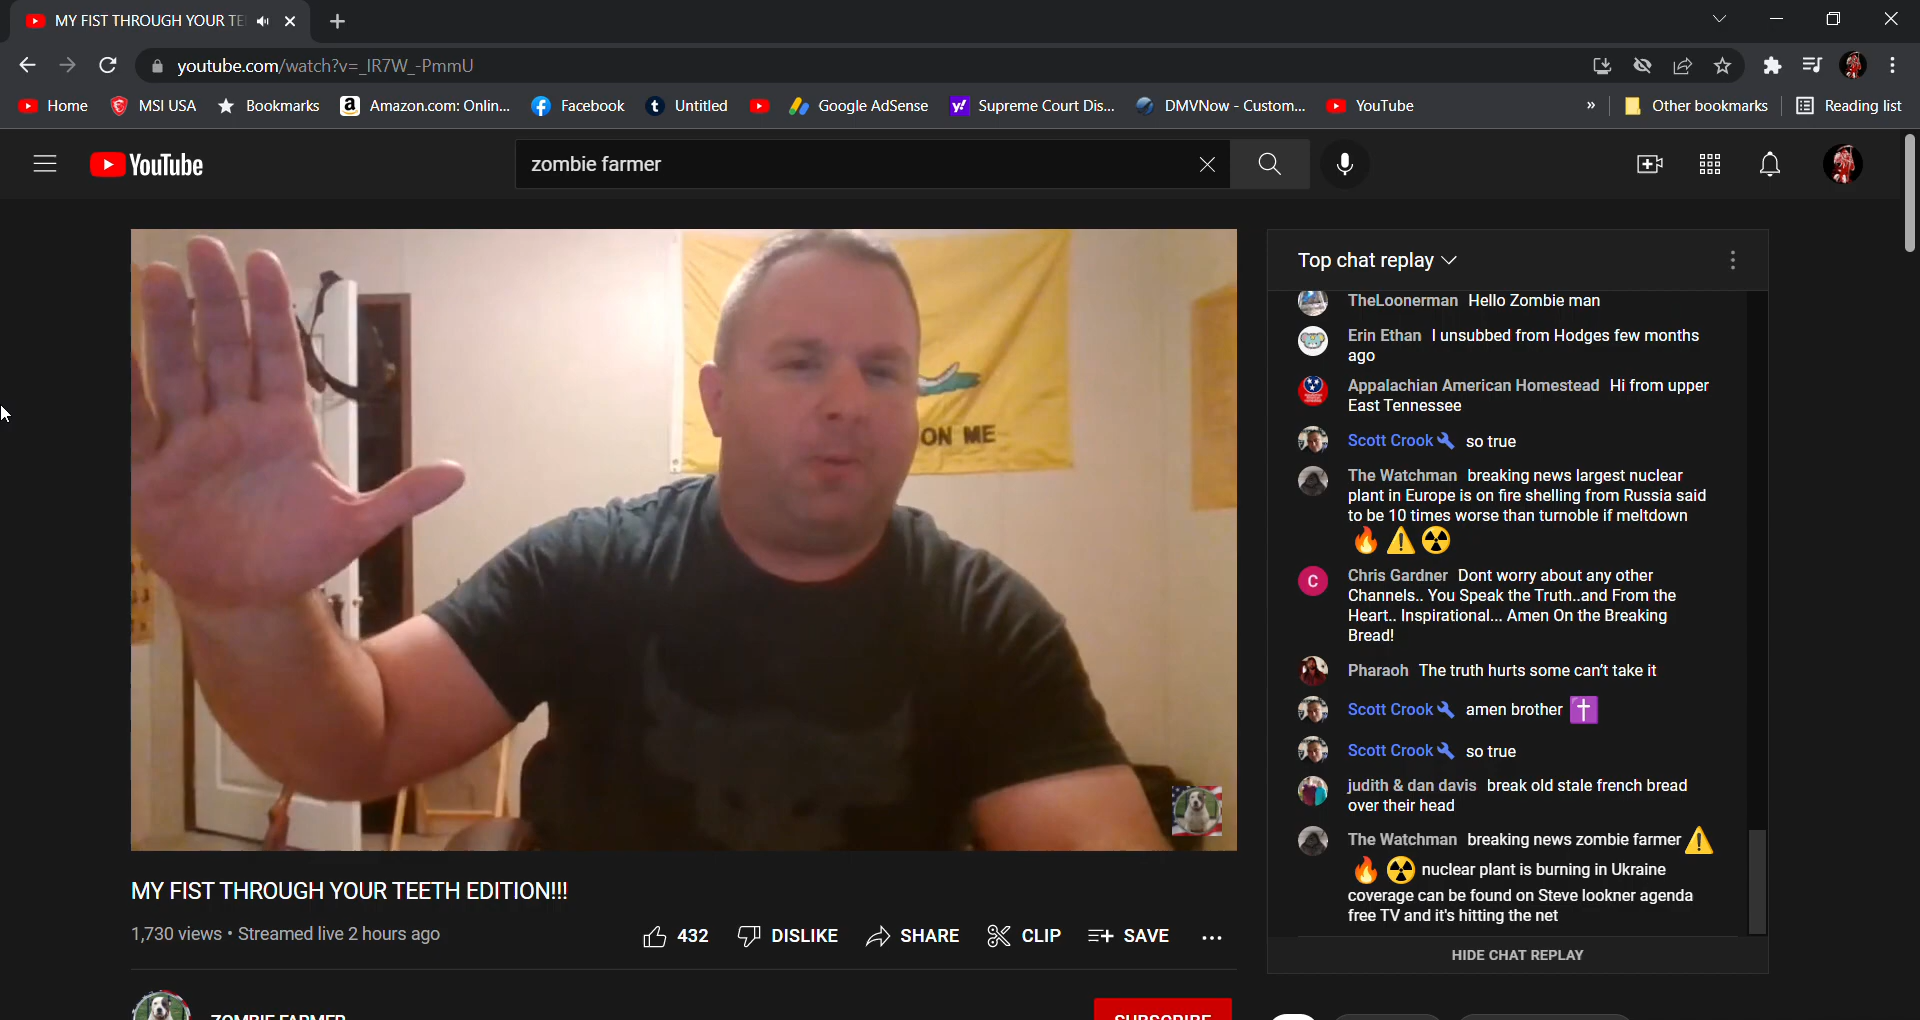 MY FIST THROUGH YOUR TE
youtube.com/watch?v=_IR7W_-PmmU
Home
MSI USA
Bookmarks
Amazon.com: Onlin...
Facebook
Untitled
Google AdSense
Supreme Court Dis...
DMVNow - Custom...
YouTube
»
Other bookmarks
Reading list
YouTube
zombie farmer
ON ME
Top chat replay
TheLoonerman Hello Zombie man
Erin Ethan I unsubbed from Hodges few months
ago
Appalachian American Homestead Hi from upper
East Tennessee
Scott Crook so true
The Watchman breaking news largest nuclear
plant in Europe is on fire shelling from Russia said
to be 10 times worse than turnoble if meltdown
🔥⚠️☢️
C
Chris Gardner Dont worry about any other
Channels.. You Speak the Truth..and From the
Heart.. Inspirational... Amen On the Breaking
Bread!
Pharaoh The truth hurts some can't take it
Scott Crook amen brother ✝️
Scott Crook so true
judith & dan davis break old stale french bread
over their head
The Watchman breaking news zombie farmer ⚠️
🔥☢️ nuclear plant is burning in Ukraine
coverage can be found on Steve lookner agenda
free TV and it's hitting the net
HIDE CHAT REPLAY
MY FIST THROUGH YOUR TEETH EDITION!!!
1,730 views • Streamed live 2 hours ago
432
DISLIKE
SHARE
CLIP
SAVE
ZOMBIE FARMER
SUBSCRIBE